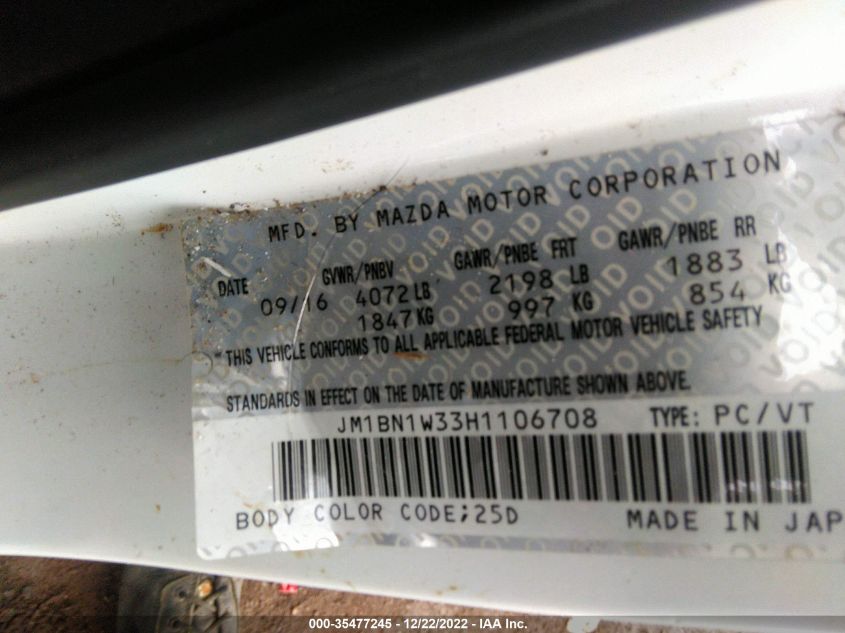 MFD. BY MAZDA MOTOR CORPORATION
DATE GVWR/PNBV GAWR/PNBE FRT GAWR/PNBE RR
09/16 4072 LB 2198 LB 1883 LB
1847 KG 997 KG 854 KG
THIS VEHICLE CONFORMS TO ALL APPLICABLE FEDERAL MOTOR VEHICLE SAFETY
STANDARDS IN EFFECT ON THE DATE OF MANUFACTURE SHOWN ABOVE.
JM1BN1W33H1106708 TYPE: PC/VT
BODY COLOR CODE;25D MADE IN JAP
000-35477245 - 12/22/2022 - IAA Inc.